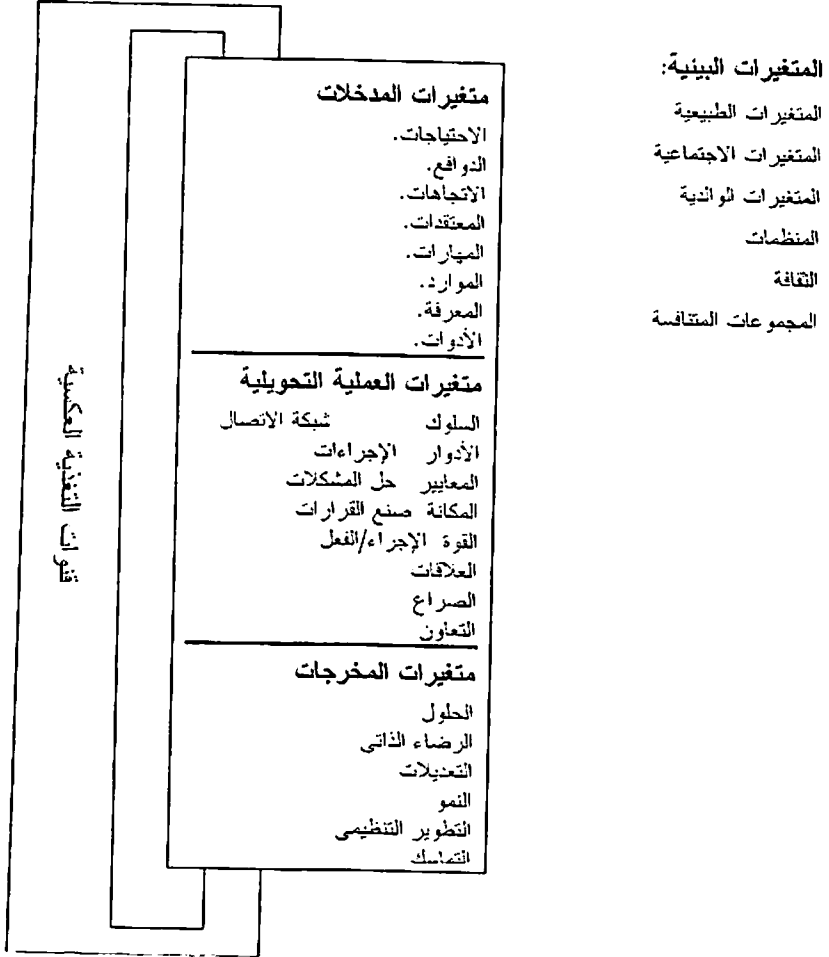 المتغيرات البيئية:
المتغيرات الطبيعية
المتغيرات الاجتماعية
المتغيرات الوالدية
المنظمات
الثقافة
المجموعات المتنافسة
متغيرات المدخلات
الاحتياجات.
الدوافع.
الاتجاهات.
المعتقدات.
المهارات.
الموارد.
المعرفة.
الأدوات.
متغيرات العملية التحويلية
السلوك شبكة الاتصال
الأدوار الإجراءات
المعايير حل المشكلات
المكانة صنع القرارات
القوة الإجراء/الفعل
العلاقات
الصراع
التعاون
متغيرات المخرجات
الحلول
الرضاء الذاتى
التعديلات
النمو
التطوير التنظيمى
التماسك
قنوات التغذية العكسية